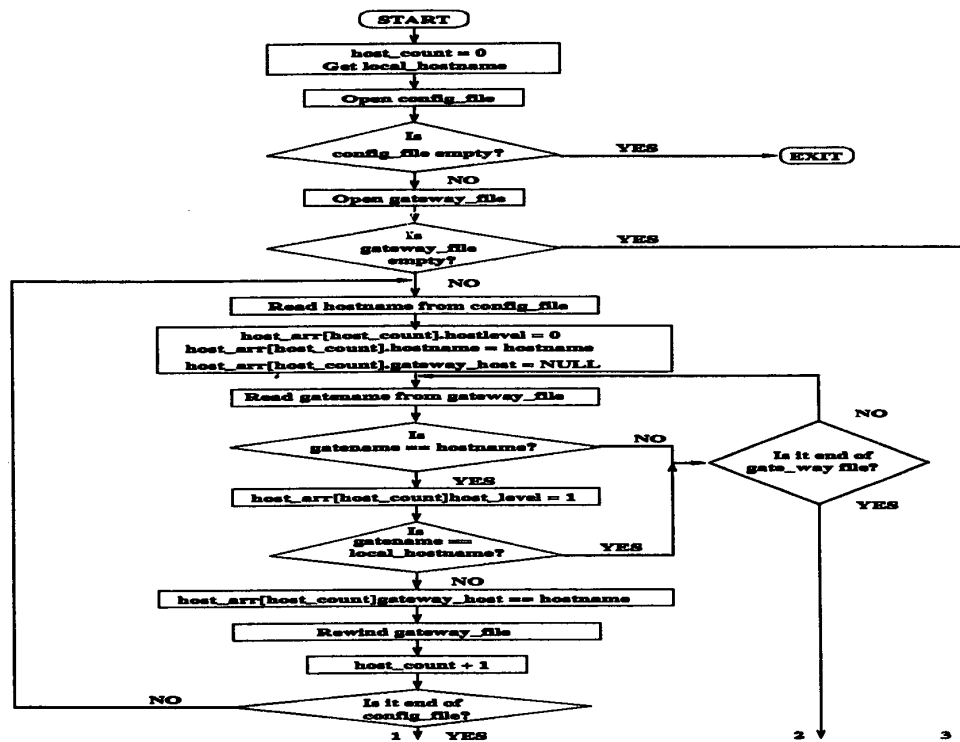 START
host_count = 0
Get local_hostname
Open config_file
Is
config_file empty?
YES
EXIT
NO
Open gateway_file
Is
gateway_file
empty?
YES
NO
Read hostname from config_file
host_arr[host_count].hostlevel = 0
host_arr[host_count].hostname = hostname
host_arr[host_count].gateway_host = NULL
Read gatename from gateway_file
NO
Is
gatename == hostname?
NO
Is it end of
gate_way file?
YES
YES
host_arr[host_count]host_level = 1
Is
gatename ==
local_hostname?
YES
NO
host_arr[host_count]gateway_host == hostname
Rewind gateway_file
host_count + 1
NO
Is it end of
config_file?
1 YES
2
3